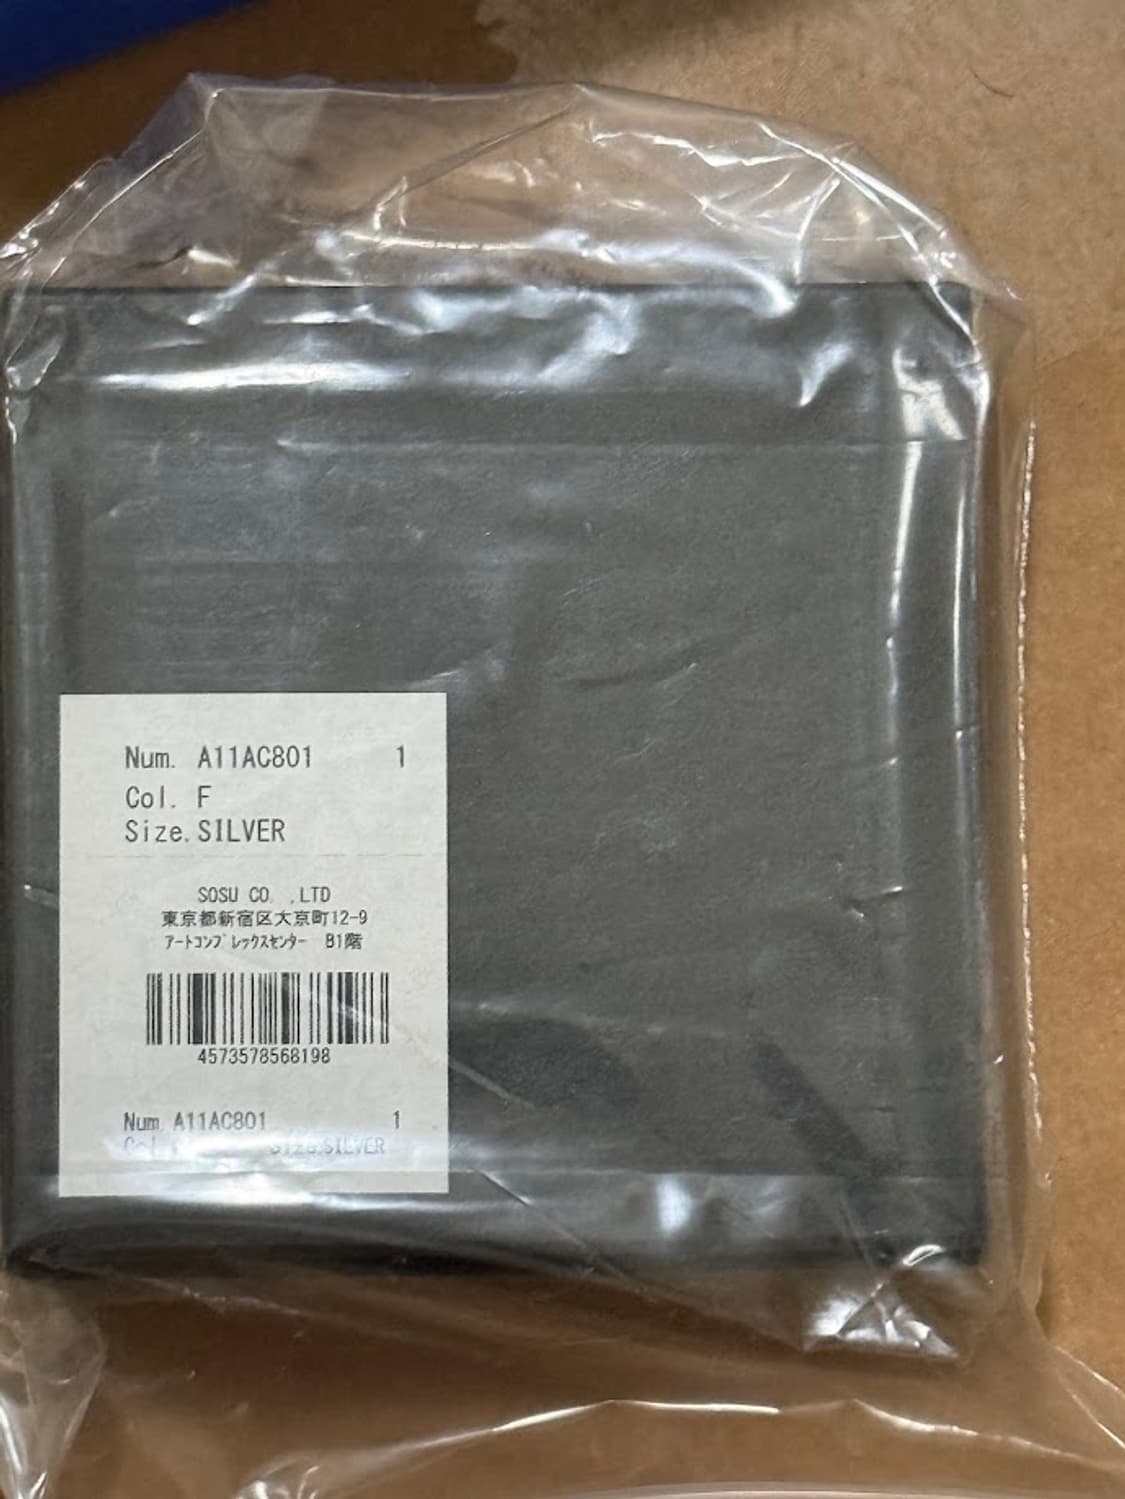 Num. A11AC801 1
Col. F
Size.SILVER
SOSU CO. ,LTD
東京都新宿区大京町12-9
ｱｰﾄｺﾝﾌﾟﾚｯｸｽｾﾝﾀｰ B1階
4573578568198
Num. A11AC801 1
Col. Size.SILVER